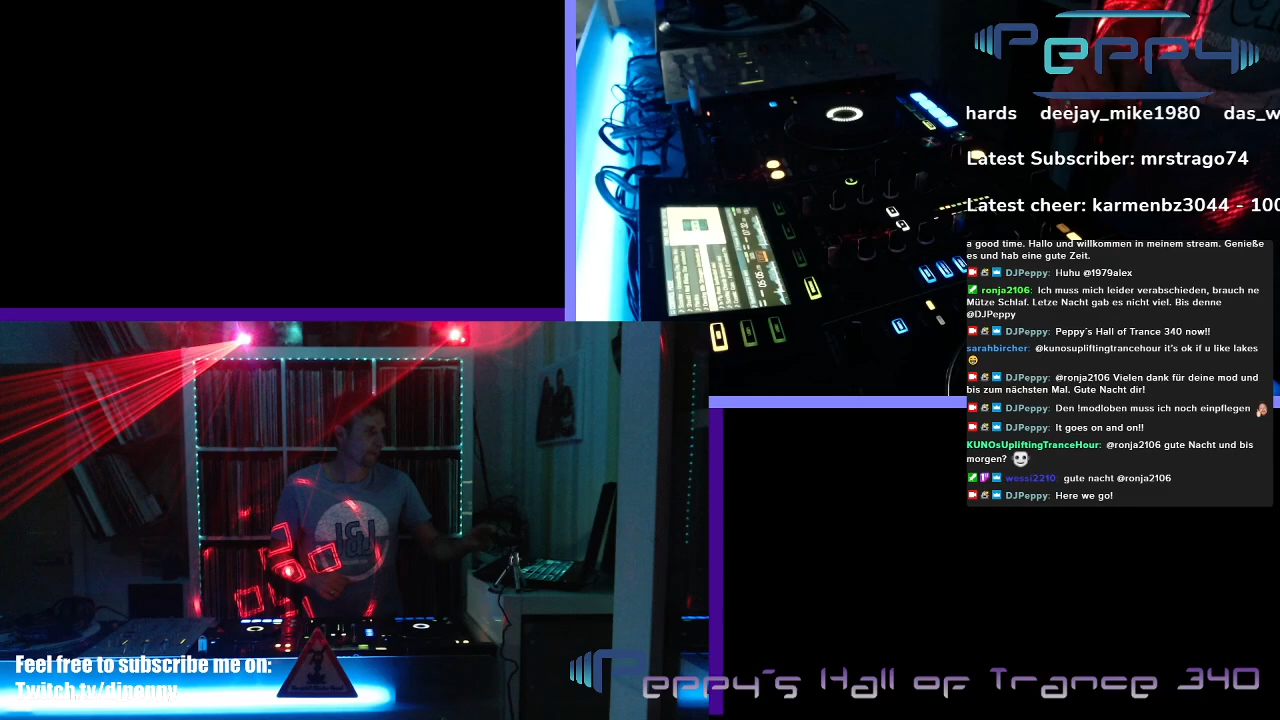 Peppy
hards deejay_mike1980 das_w
Latest Subscriber: mrstrago74
Latest cheer: karmenbz3044 - 100
a good time. Hallo und willkommen in meinem stream. Genieße
es und hab eine gute Zeit.
DJPeppy: Huhu @1979alex
ronja2106: Ich muss mich leider verabschieden, brauch ne
Mütze Schlaf. Letze Nacht gab es nicht viel. Bis denne
@DJPeppy
DJPeppy: Peppy's Hall of Trance 340 now!!
sarahbircher: @kunosupliftingtrancehour it's ok if u like lakes
DJPeppy: @ronja2106 Vielen dank für deine mod und
bis zum nächsten Mal. Gute Nacht dir!
DJPeppy: Den !modloben muss ich noch einpflegen
DJPeppy: It goes on and on!!
KUNOsUpliftingTranceHour: @ronja2106 gute Nacht und bis
morgen?
wessi2210: gute nacht @ronja2106
DJPeppy: Here we go!
Feel free to subscribe me on:
Twitch.tv/djpeppy
Peppy´s Hall of Trance 340